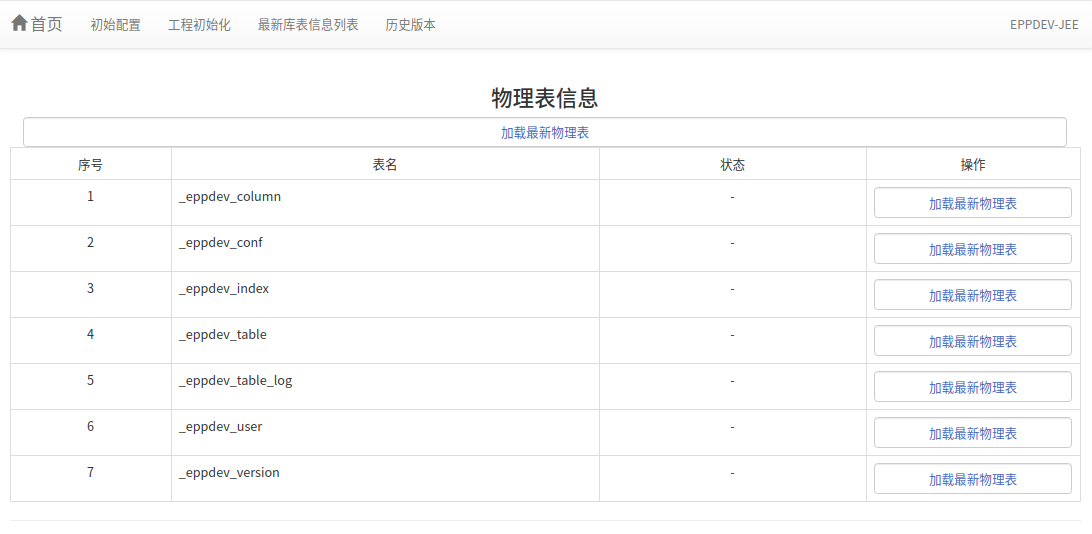 首页 初始配置 工程初始化 最新库表信息列表 历史版本 EPPDEV-JEE
物理表信息
加载最新物理表
序号 表名 状态 操作
1 _eppdev_column - 加载最新物理表
2 _eppdev_conf - 加载最新物理表
3 _eppdev_index - 加载最新物理表
4 _eppdev_table - 加载最新物理表
5 _eppdev_table_log - 加载最新物理表
6 _eppdev_user - 加载最新物理表
7 _eppdev_version - 加载最新物理表